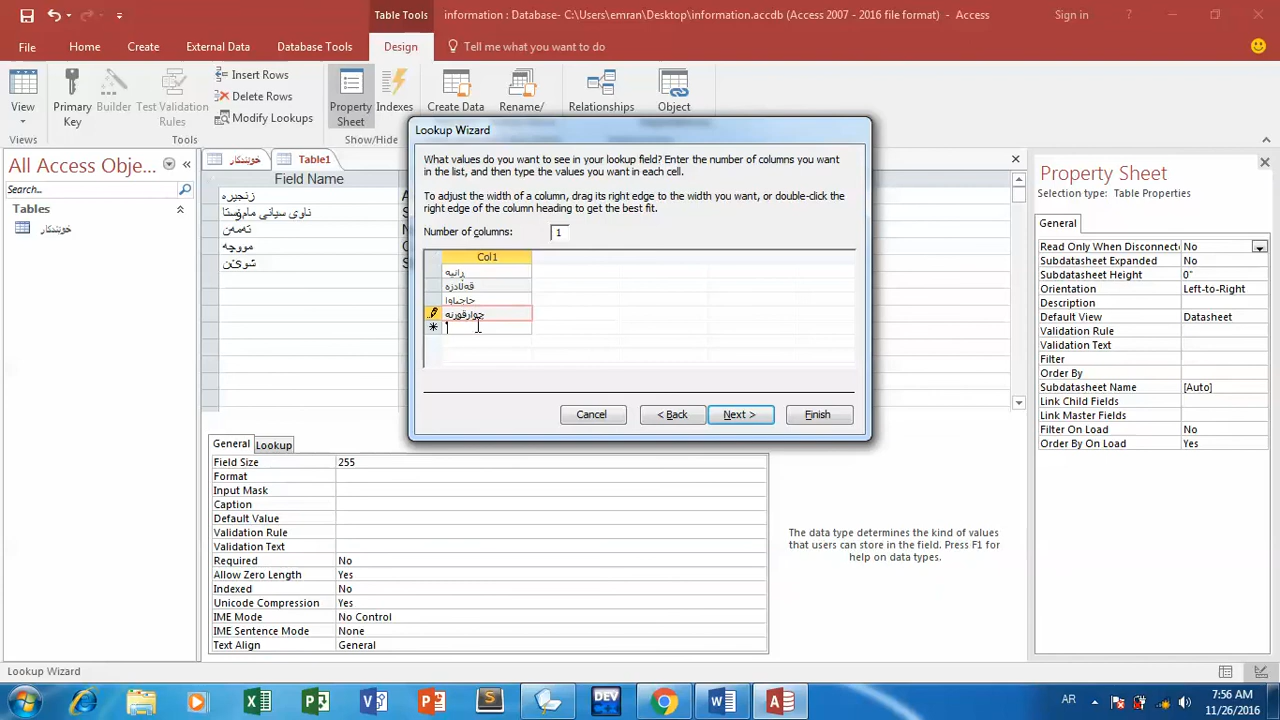 Table Tools
information : Database- C:\Users\emran\Desktop\information.accdb (Access 2007 - 2016 file format) - Access
Sign in
?
File
Home
Create
External Data
Database Tools
Design
Tell me what you want to do
View
Primary Key
Builder
Test Validation Rules
Insert Rows
Delete Rows
Modify Lookups
Property Sheet
Indexes
Create Data
Rename/
Relationships
Object
Views
Tools
Show/Hide
All Access Obje...
Search...
Tables
خوێندکار
خوێندکار
Table1
Field Name
زنجیرە
ناوی سیانی مامۆستا
تەمەن
مووچە
شوێن
Lookup Wizard
What values do you want to see in your lookup field? Enter the number of columns you want
in the list, and then type the values you want in each cell.
To adjust the width of a column, drag its right edge to the width you want, or double-click the
right edge of the column heading to get the best fit.
Number of columns: 1
Col1
ڕانیە
قەڵادزە
حاجیاوا
چوارقورنە
Cancel
< Back
Next >
Finish
General
Lookup
Field Size 255
Format
Input Mask
Caption
Default Value
Validation Rule
Validation Text
Required No
Allow Zero Length Yes
Indexed No
Unicode Compression Yes
IME Mode No Control
IME Sentence Mode None
Text Align General
The data type determines the kind of values
that users can store in the field. Press F1 for
help on data types.
Property Sheet
Selection type: Table Properties
General
Read Only When Disconnecte No
Subdatasheet Expanded No
Subdatasheet Height 0"
Orientation Left-to-Right
Description
Default View Datasheet
Validation Rule
Validation Text
Filter
Order By
Subdatasheet Name [Auto]
Link Child Fields
Link Master Fields
Filter On Load No
Order By On Load Yes
Lookup Wizard
AR
7:56 AM
11/26/2016